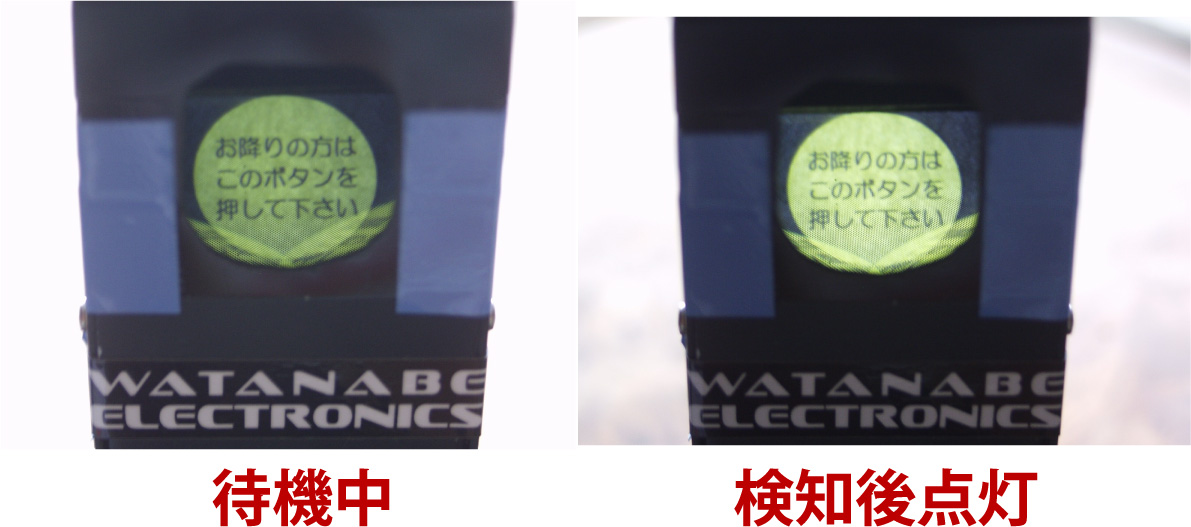 お降りの方は
このボタンを
押して下さい
WATANABE
ELECTRONICS
待機中
お降りの方は
このボタンを
押して下さい
WATANABE
ELECTRONICS
検知後点灯